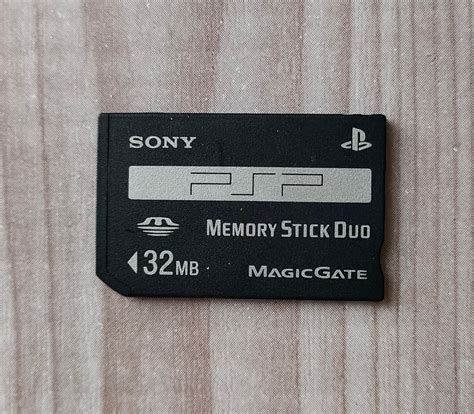 SONY
PSP
MEMORY STICK DUO
32MB
MAGICGATE